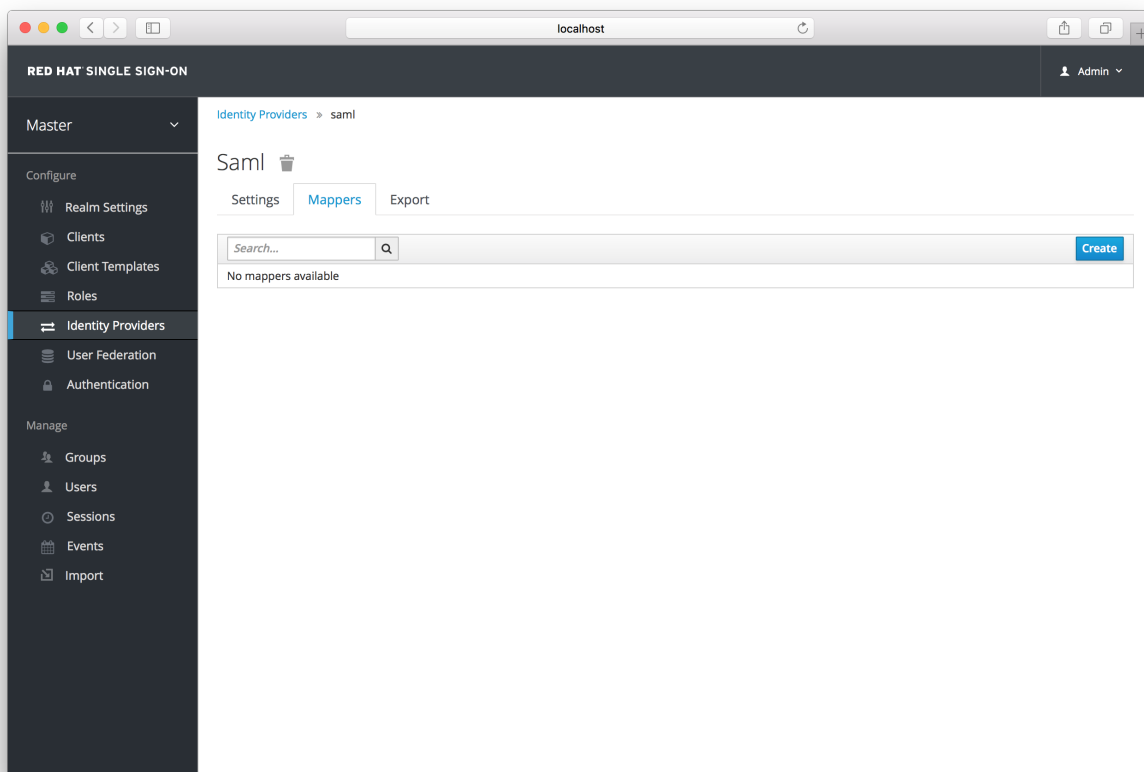 localhost
RED HAT SINGLE SIGN-ON
Admin
Master
Identity Providers » saml
Saml
Configure
Settings
Mappers
Export
Realm Settings
Clients
Search...
Create
Client Templates
No mappers available
Roles
Identity Providers
User Federation
Authentication
Manage
Groups
Users
Sessions
Events
Import